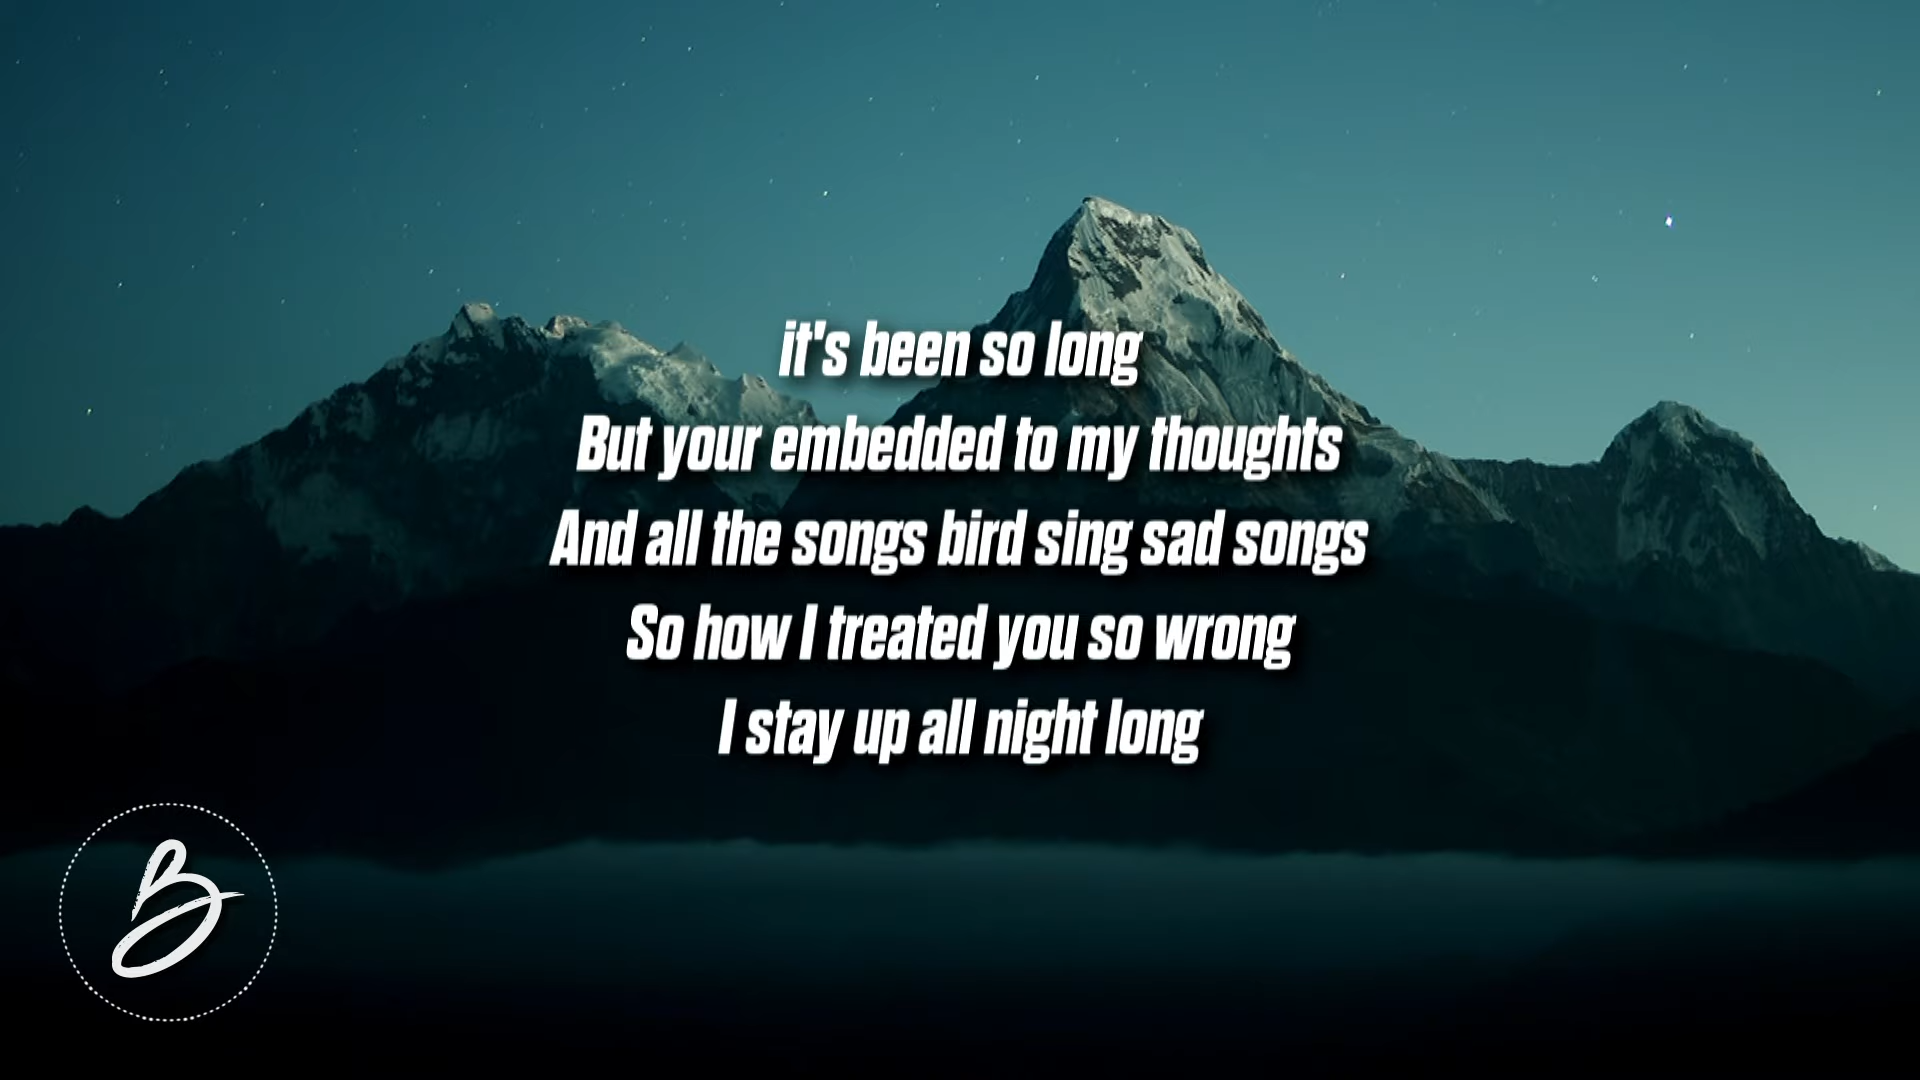 it's been so long
But your embedded to my thoughts
And all the songs bird sing sad songs
So how I treated you so wrong
I stay up all night long
B